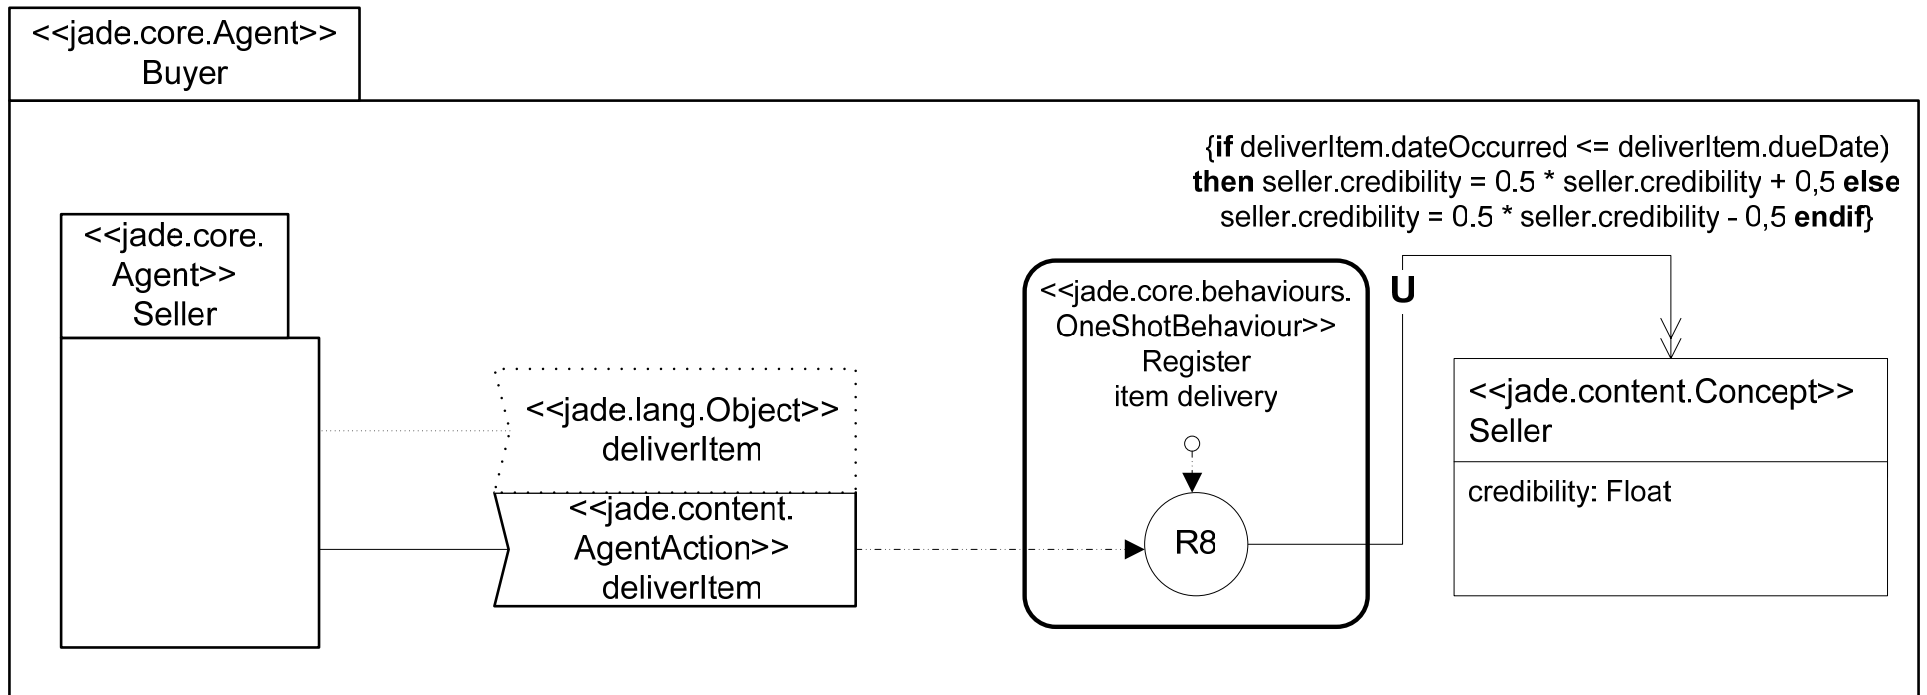 <<jade.core.Agent>>
Buyer
{if deliverItem.dateOccurred <= deliverItem.dueDate)
then seller.credibility = 0.5 * seller.credibility + 0,5 else
seller.credibility = 0.5 * seller.credibility - 0,5 endif}
<<jade.core.
Agent>>
Seller
<<jade.lang.Object>>
deliverItem
<<jade.content.
AgentAction>>
deliverItem
<<jade.core.behaviours.
OneShotBehaviour>>
Register
item delivery
R8
U
<<jade.content.Concept>>
Seller
credibility: Float